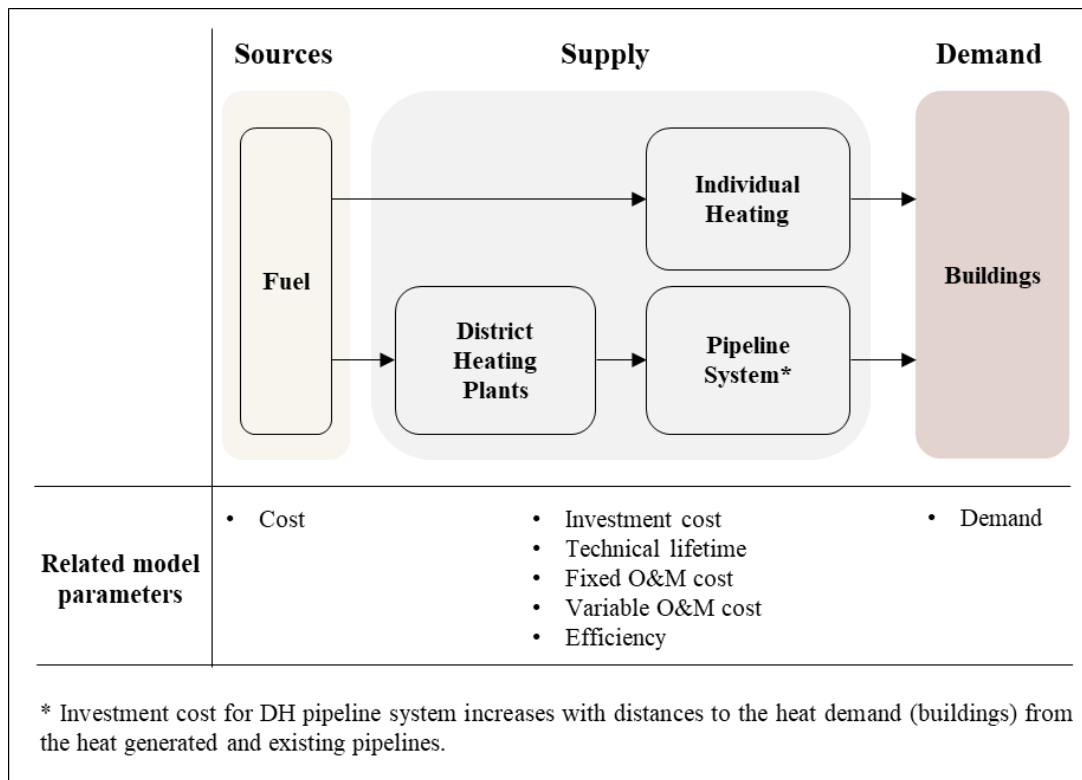 Sources
Supply
Demand
Fuel
Individual
Heating
District
Heating
Plants
Pipeline
System*
Buildings
Related model
parameters
• Cost
• Investment cost
• Technical lifetime
• Fixed O&M cost
• Variable O&M cost
• Efficiency
• Demand
* Investment cost for DH pipeline system increases with distances to the heat demand (buildings) from
the heat generated and existing pipelines.